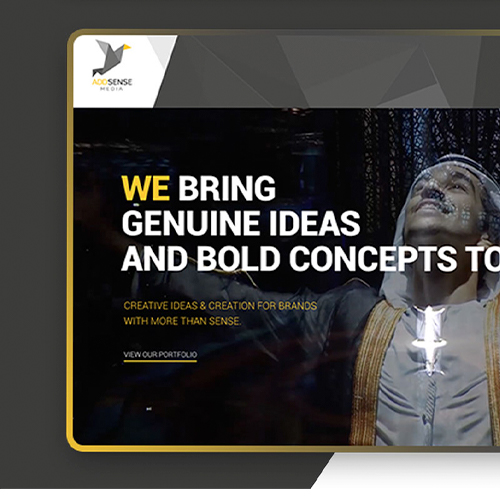 ADDSENSE
MEDIA
WE BRING
GENUINE IDEAS
AND BOLD CONCEPTS TO
CREATIVE IDEAS & CREATION FOR BRANDS
WITH MORE THAN SENSE.
VIEW OUR PORTFOLIO